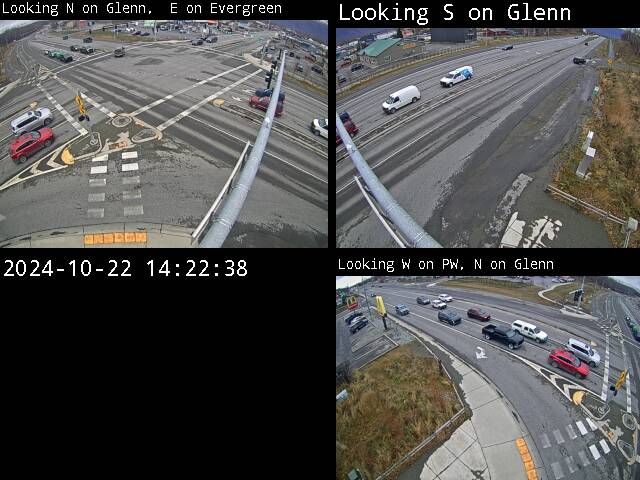 Looking N on Glenn,  E on Evergreen
Looking S on Glenn
2024-10-22 14:22:38
Looking W on PW, N on Glenn